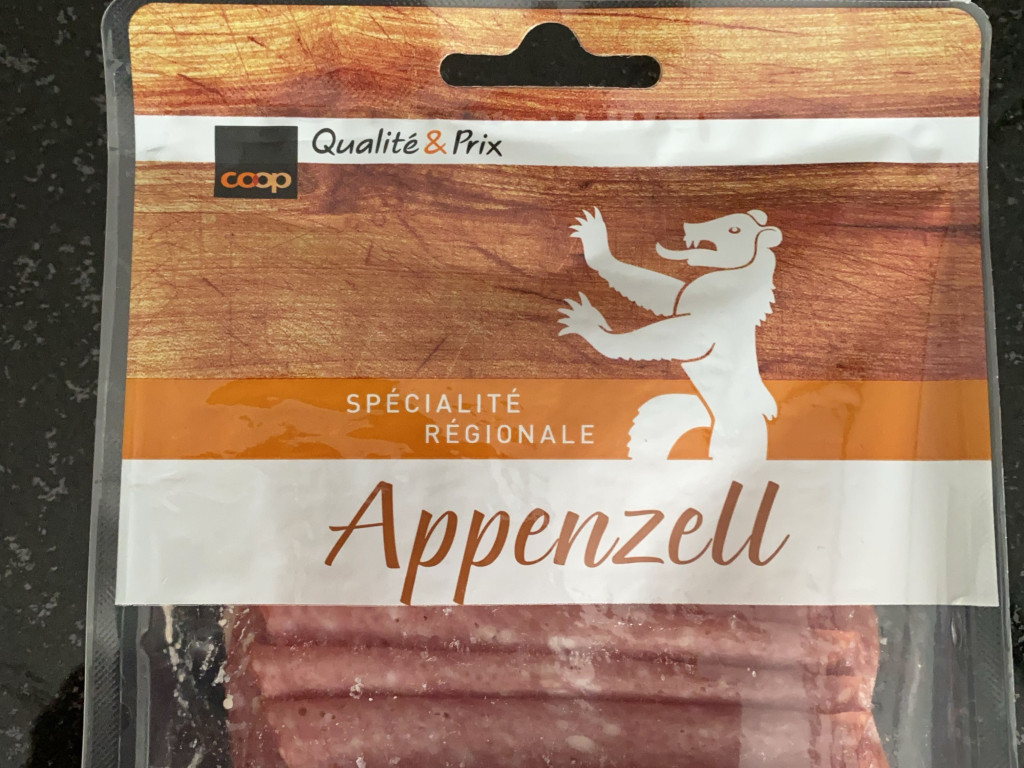 coop
Qualité & Prix
SPÉCIALITÉ
RÉGIONALE
Appenzell